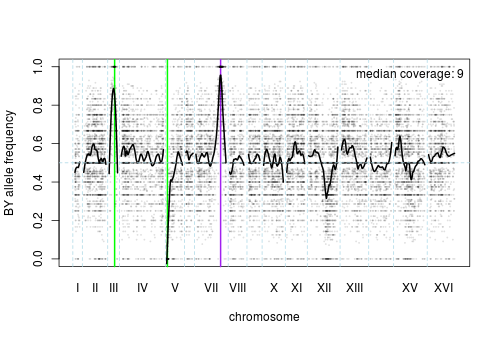 median coverage: 9
BY allele frequency
0.0 0.2 0.4 0.6 0.8 1.0
I II III IV V VII VIII X XI XII XIII XV XVI
chromosome